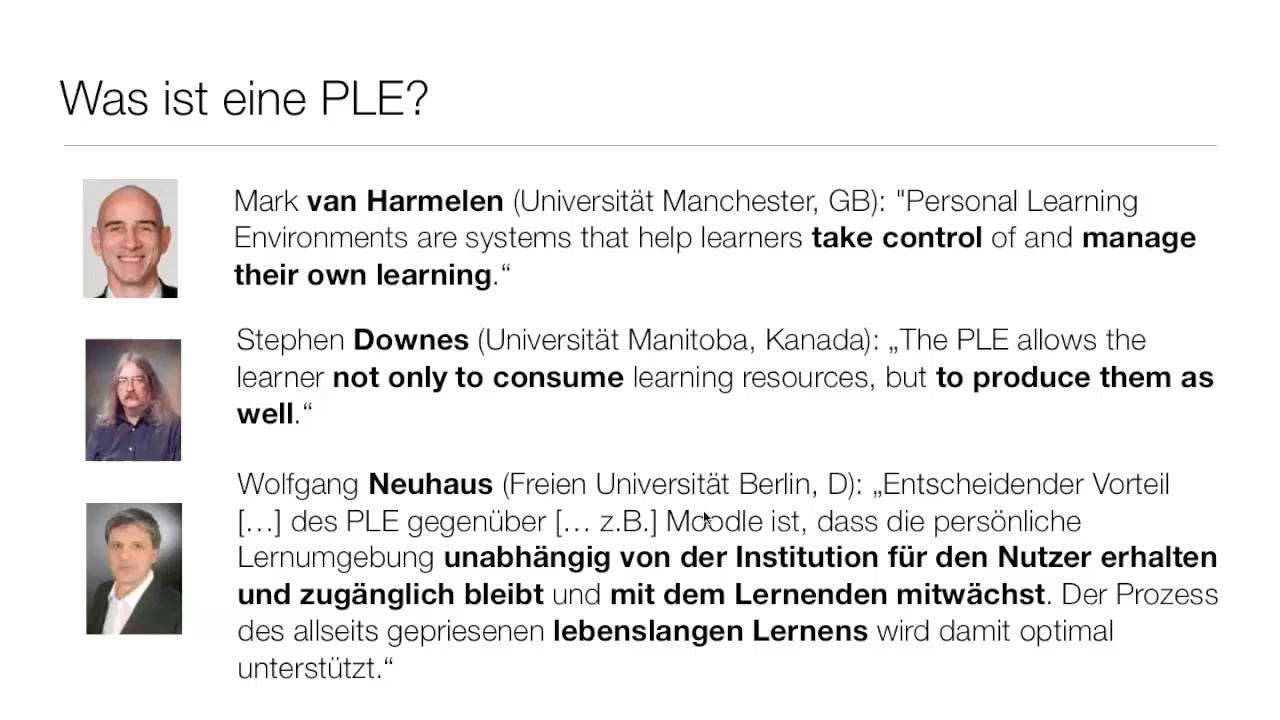 Was ist eine PLE?
Mark van Harmelen (Universität Manchester, GB): "Personal Learning
Environments are systems that help learners take control of and manage
their own learning.“
Stephen Downes (Universität Manitoba, Kanada): „The PLE allows the
learner not only to consume learning resources, but to produce them as
well.“
Wolfgang Neuhaus (Freien Universität Berlin, D): „Entscheidender Vorteil
[…] des PLE gegenüber [… z.B.] Moodle ist, dass die persönliche
Lernumgebung unabhängig von der Institution für den Nutzer erhalten
und zugänglich bleibt und mit dem Lernenden mitwächst. Der Prozess
des allseits gepriesenen lebenslangen Lernens wird damit optimal
unterstützt.“